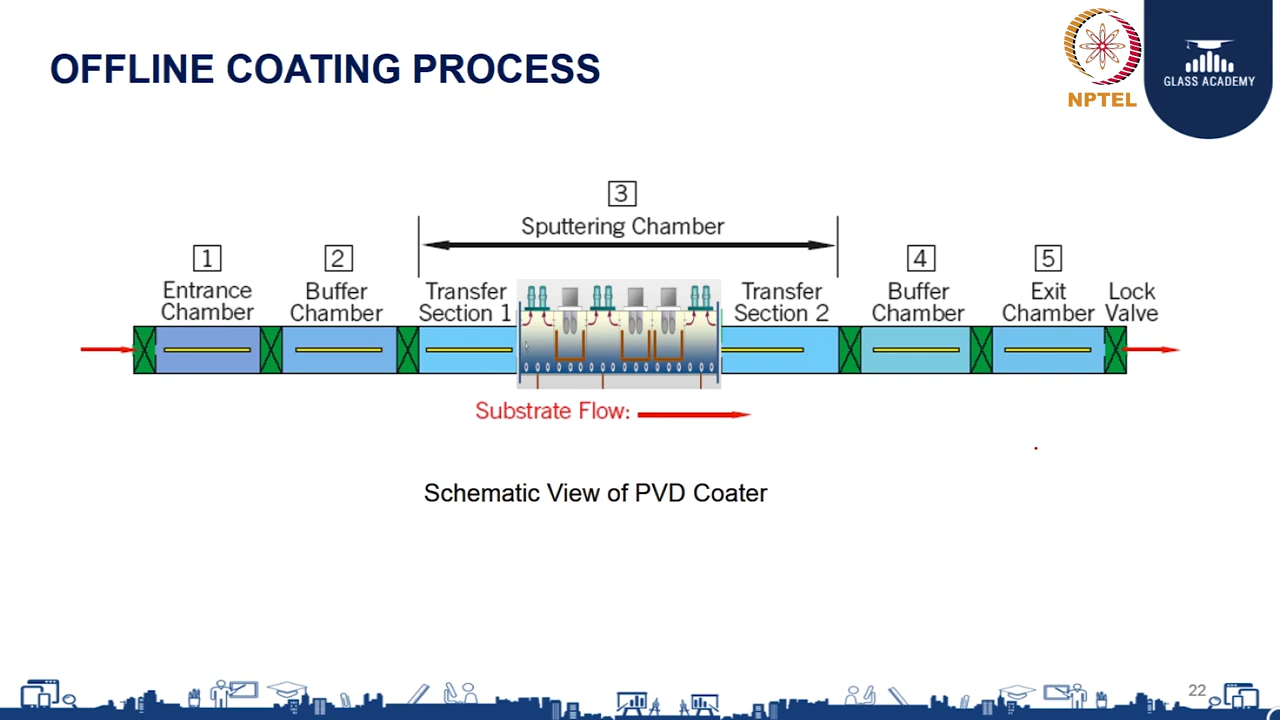 OFFLINE COATING PROCESS
NPTEL
GLASS ACADEMY
3
Sputtering Chamber
1
Entrance
Chamber
2
Buffer
Chamber
Transfer
Section 1
Transfer
Section 2
4
Buffer
Chamber
5
Exit
Chamber
Lock
Valve
Substrate Flow:
Schematic View of PVD Coater
22